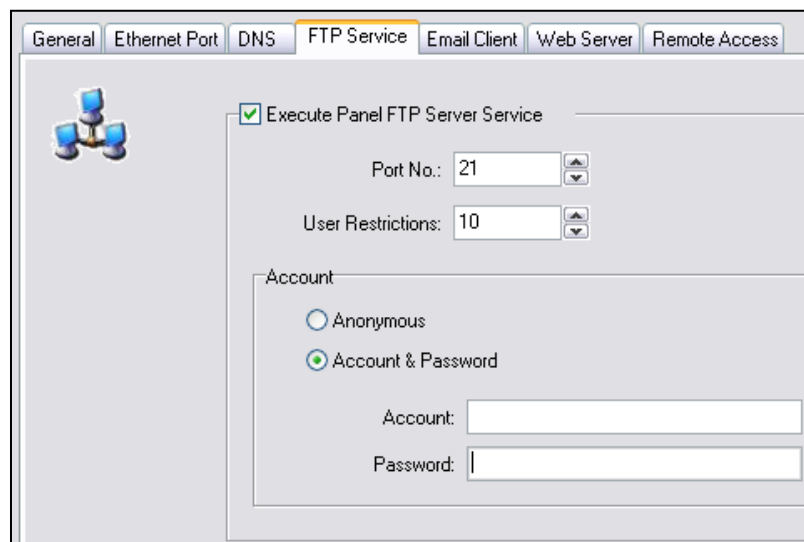 General Ethernet Port DNS FTP Service Email Client Web Server Remote Access
Execute Panel FTP Server Service
Port No.: 21
User Restrictions: 10
Account
Anonymous
Account & Password
Account:
Password: